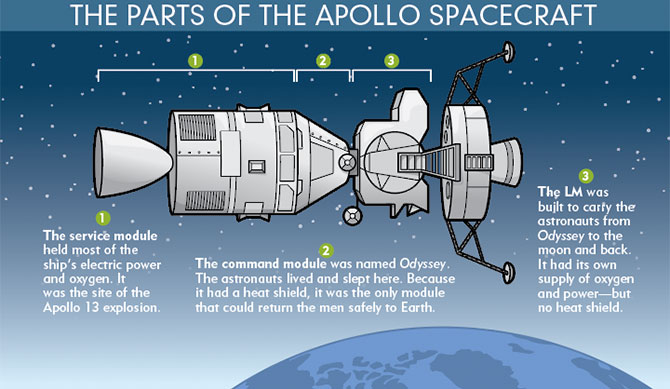 THE PARTS OF THE APOLLO SPACECRAFT
1
2
3
1
The service module
held most of the
ship's electric power
and oxygen. It
was the site of the
Apollo 13 explosion.
2
The command module was named Odyssey.
The astronauts lived and slept here. Because
it had a heat shield, it was the only module
that could return the men safely to Earth.
3
The LM was
built to carry the
astronauts from
Odyssey to the
moon and back.
It had its own
supply of oxygen
and power—but
no heat shield.